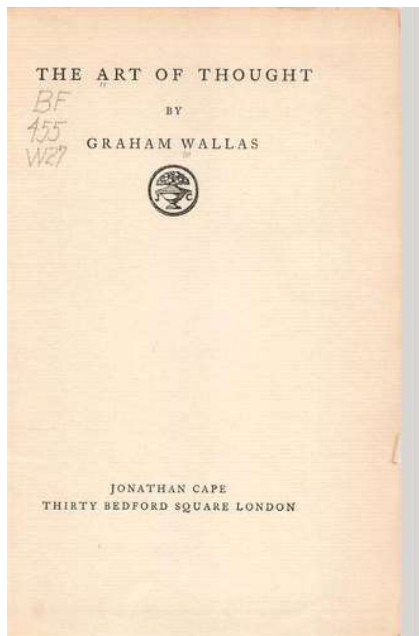 THE ART OF THOUGHT
BF
455
W27
BY
GRAHAM WALLAS
J C
JONATHAN CAPE
THIRTY BEDFORD SQUARE LONDON